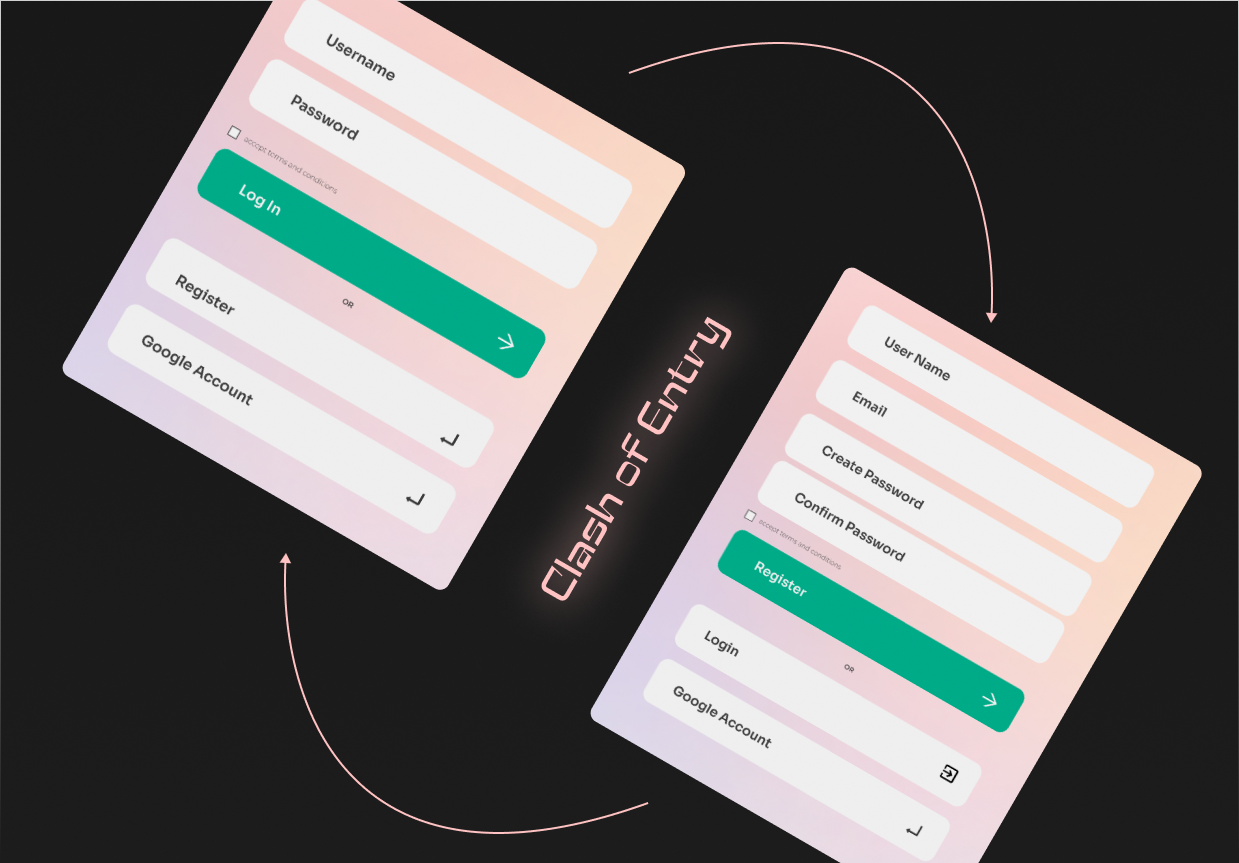 Username
Password
accept terms and conditions
Log In
OR
Register
Google Account
Clash of Entry
User Name
Email
Create Password
Confirm Password
accept terms and conditions
Register
OR
Login
Google Account